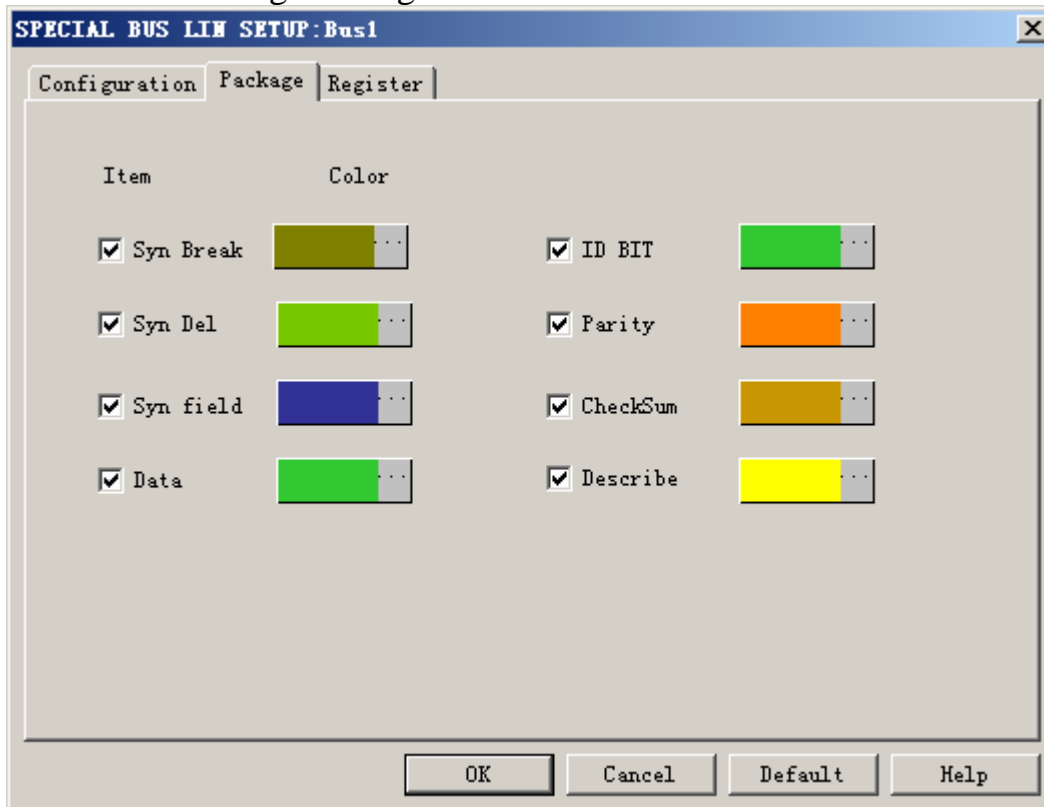 SPECIAL BUS LIN SETUP:Bus1
Configuration Package Register
Item Color
Syn Break ... ID BIT ...
Syn Del ... Parity ...
Syn field ... CheckSum ...
Data ... Describe ...
OK Cancel Default Help